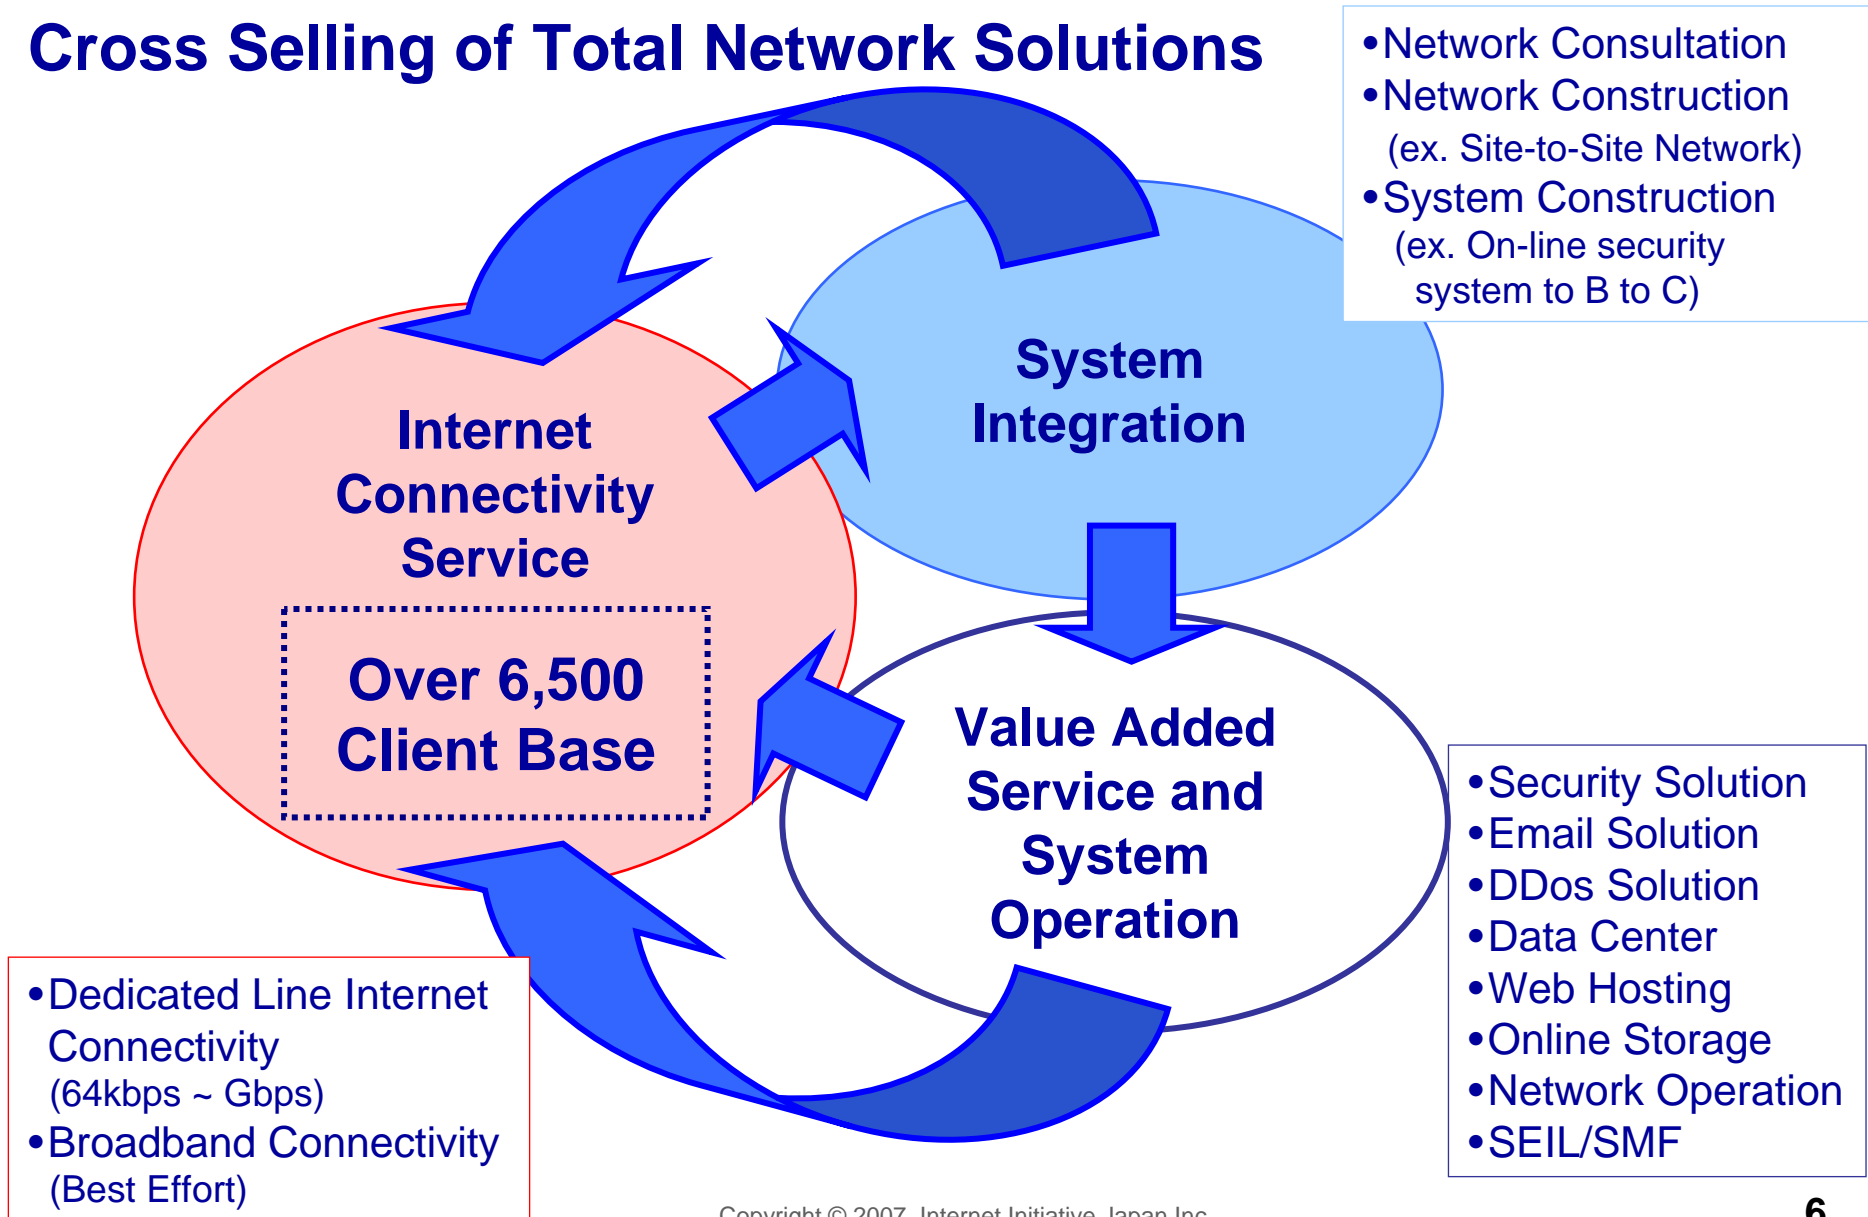 Cross Selling of Total Network Solutions
•Network Consultation
•Network Construction
(ex. Site-to-Site Network)
•System Construction
(ex. On-line security
system to B to C)
System
Integration
Internet
Connectivity
Service
Over 6,500
Client Base
Value Added
Service and
System
Operation
•Security Solution
•Email Solution
•DDos Solution
•Data Center
•Web Hosting
•Online Storage
•Network Operation
•SEIL/SMF
•Dedicated Line Internet
Connectivity
(64kbps ~ Gbps)
•Broadband Connectivity
(Best Effort)
Copyright © 2007 Internet Initiative Japan Inc.
6